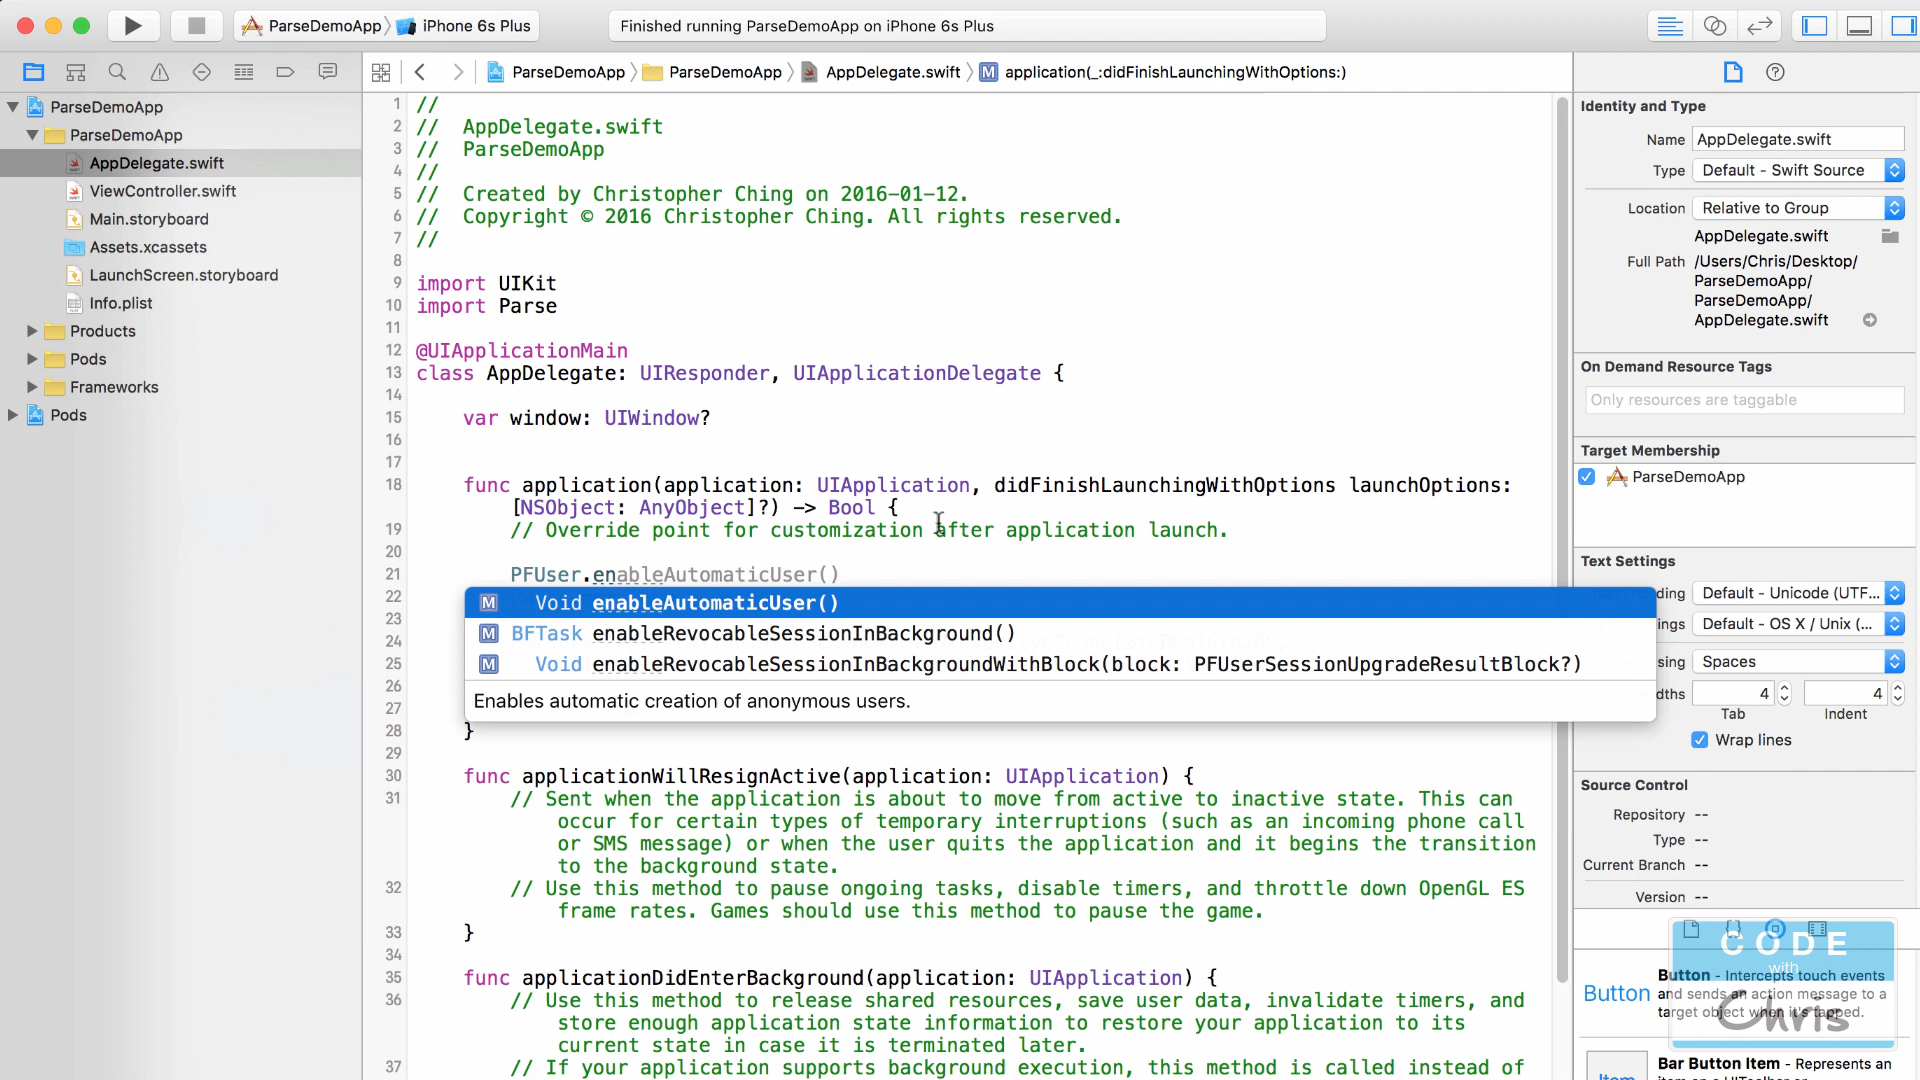 ParseDemoApp
iPhone 6s Plus
Finished running ParseDemoApp on iPhone 6s Plus
ParseDemoApp
ParseDemoApp
AppDelegate.swift
M application(_:didFinishLaunchingWithOptions:)
ParseDemoApp
ParseDemoApp
AppDelegate.swift
ViewController.swift
Main.storyboard
Assets.xcassets
LaunchScreen.storyboard
Info.plist
Products
Pods
Frameworks
Pods
1 //
2 // AppDelegate.swift
3 // ParseDemoApp
4 //
5 // Created by Christopher Ching on 2016-01-12.
6 // Copyright © 2016 Christopher Ching. All rights reserved.
7 //
8
9 import UIKit
10 import Parse
11
12 @UIApplicationMain
13 class AppDelegate: UIResponder, UIApplicationDelegate {
14
15 var window: UIWindow?
16
17
18 func application(application: UIApplication, didFinishLaunchingWithOptions launchOptions:
[NSObject: AnyObject]?) -> Bool {
19 // Override point for customization after application launch.
20
21 PFUser.enableAutomaticUser()
22
23
24
25
26
27
M Void enableAutomaticUser()
M BFTask enableRevocableSessionInBackground()
M Void enableRevocableSessionInBackgroundWithBlock(block: PFUserSessionUpgradeResultBlock?)
Enables automatic creation of anonymous users.
28 }
29
30 func applicationWillResignActive(application: UIApplication) {
31 // Sent when the application is about to move from active to inactive state. This can
occur for certain types of temporary interruptions (such as an incoming phone call
or SMS message) or when the user quits the application and it begins the transition
to the background state.
32 // Use this method to pause ongoing tasks, disable timers, and throttle down OpenGL ES
frame rates. Games should use this method to pause the game.
33 }
34
35 func applicationDidEnterBackground(application: UIApplication) {
36 // Use this method to release shared resources, save user data, invalidate timers, and
store enough application state information to restore your application to its
current state in case it is terminated later.
37 // If your application supports background execution, this method is called instead of
Identity and Type
Name AppDelegate.swift
Type Default - Swift Source
Location Relative to Group
AppDelegate.swift
Full Path /Users/Chris/Desktop/
ParseDemoApp/
ParseDemoApp/
AppDelegate.swift
On Demand Resource Tags
Only resources are taggable
Target Membership
ParseDemoApp
Text Settings
Default - Unicode (UTF...
Default - OS X / Unix (...
Spaces
4 4
Tab Indent
Wrap lines
Source Control
Repository --
Type --
Current Branch --
Version --
CODE
with
Chris
Button
Button - Intercepts touch events
and sends an action message to a
target object when it's tapped.
Bar Button Item - Represents an